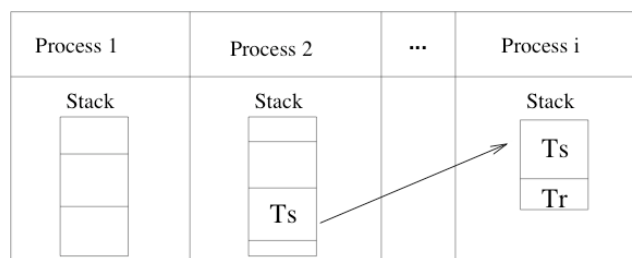 Process 1 Process 2 ... Process i
Stack Stack Stack
Ts
Ts
Tr